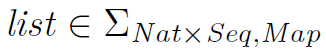 list ∈ Σ_{Nat × Seq, Map}